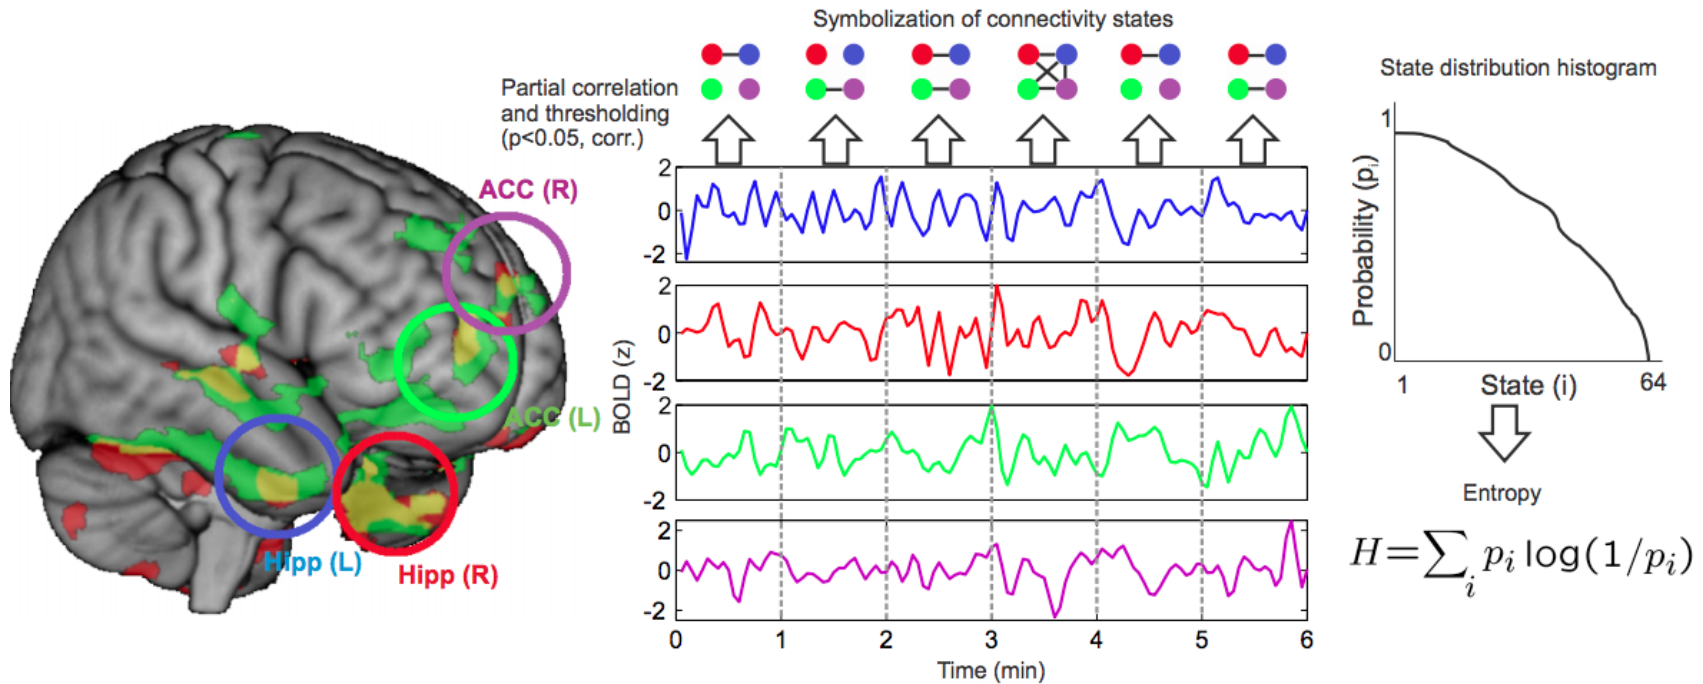 Symbolization of connectivity states
Partial correlation
and thresholding
(p<0.05, corr.)
ACC (R)
ACC (L)
Hipp (L)
Hipp (R)
BOLD (z)
2
0
-2
2
0
-2
2
0
-2
2
0
-2
0 1 2 3 4 5 6
Time (min)
State distribution histogram
Probability (pi)
1
0
1 64
State (i)
Entropy
H=∑i pi log(1/pi)